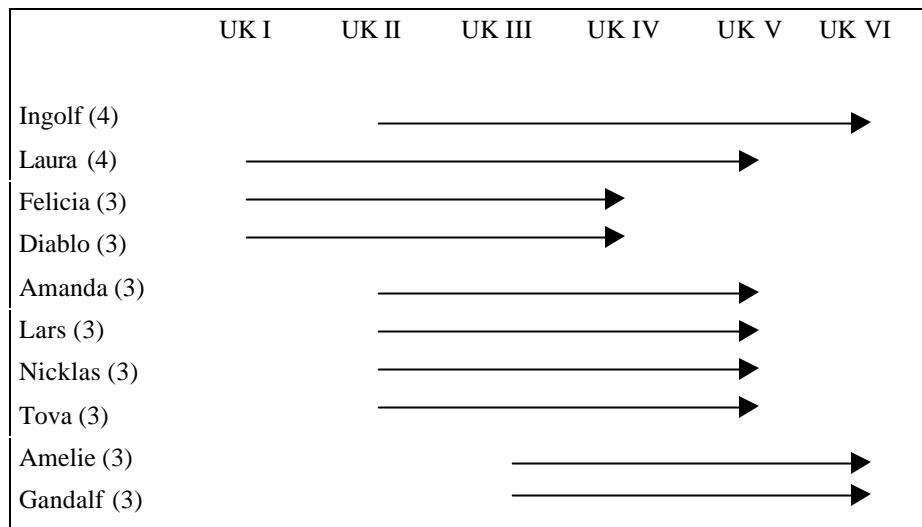 UK I UK II UK III UK IV UK V UK VI
Ingolf (4)
Laura (4)
Felicia (3)
Diablo (3)
Amanda (3)
Lars (3)
Nicklas (3)
Tova (3)
Amelie (3)
Gandalf (3)